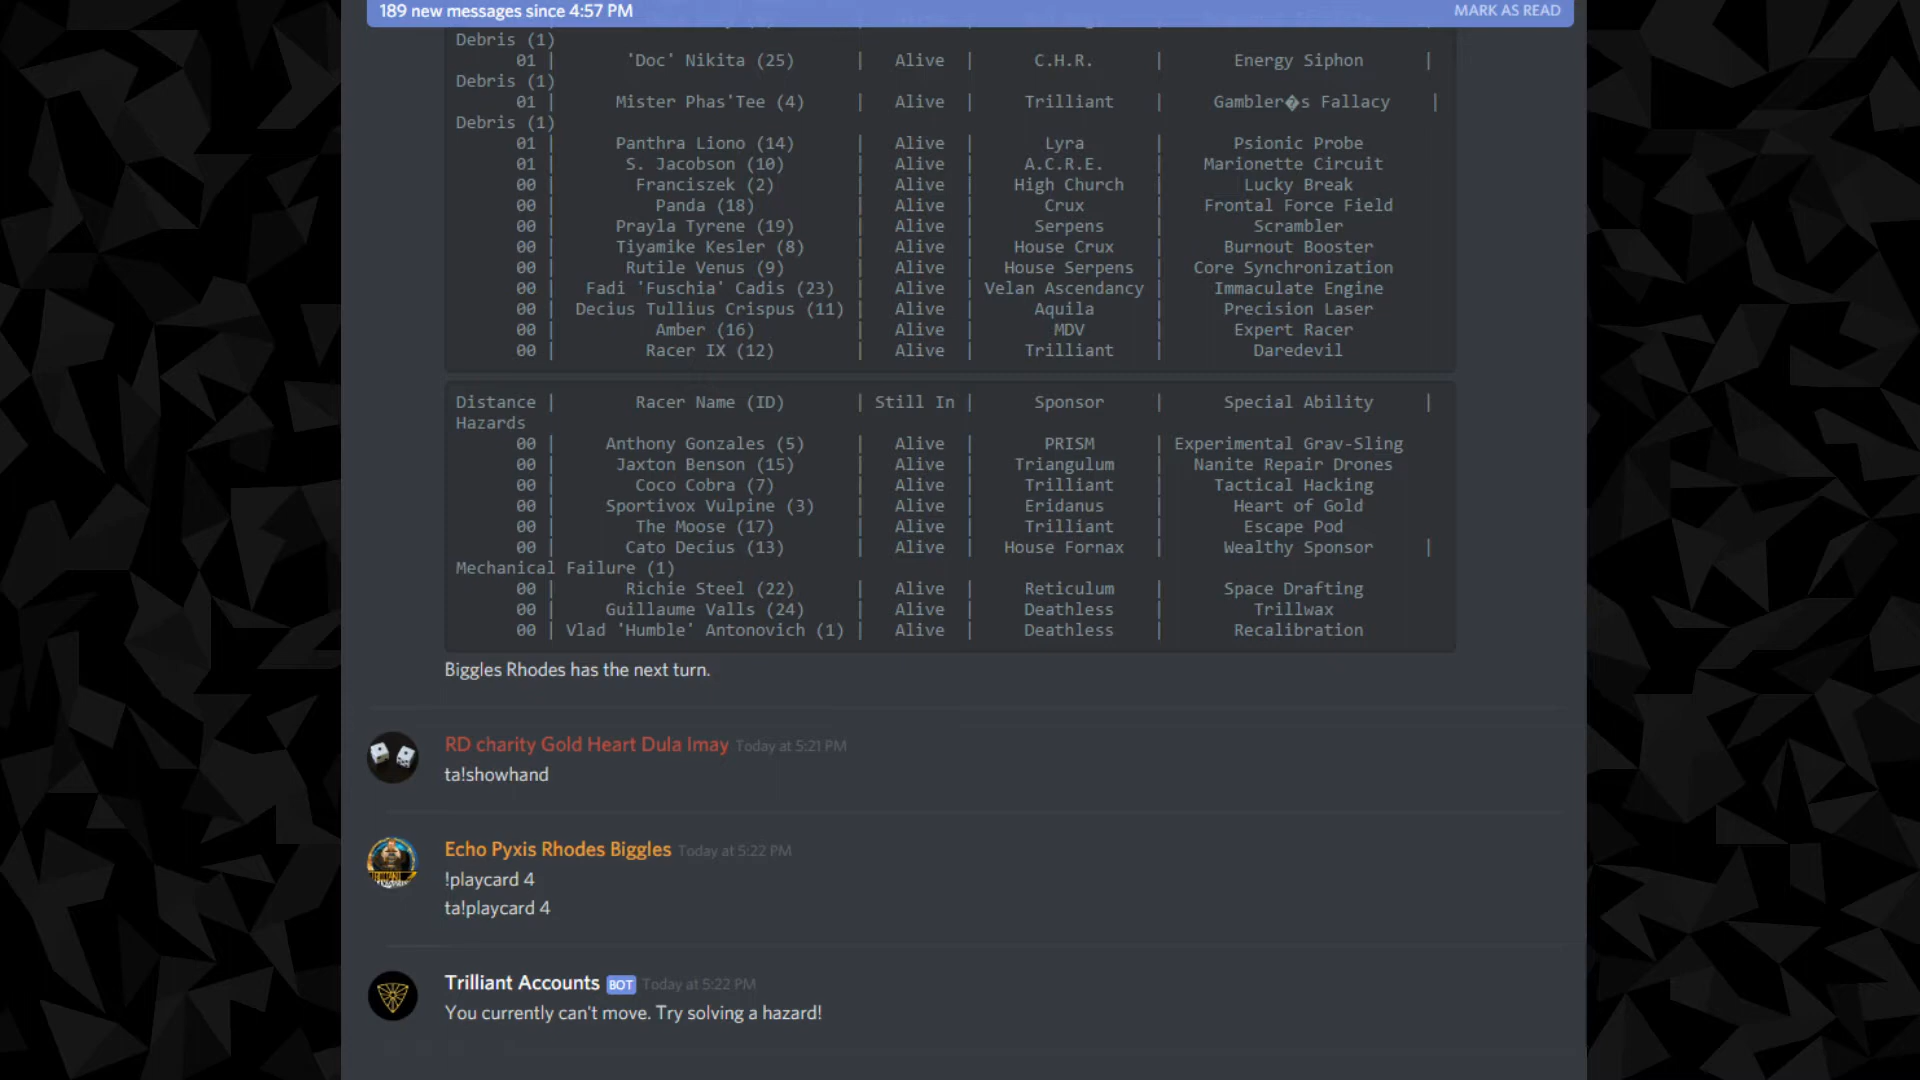 189 new messages since 4:57 PM MARK AS READ
Debris (1)
01 | 'Doc' Nikita (25) | Alive | C.H.R. | Energy Siphon |
Debris (1)
01 | Mister Phas'Tee (4) | Alive | Trilliant | Gambler�s Fallacy |
Debris (1)
01 | Panthra Liono (14) | Alive | Lyra | Psionic Probe
01 | S. Jacobson (10) | Alive | A.C.R.E. | Marionette Circuit
00 | Franciszek (2) | Alive | High Church | Lucky Break
00 | Panda (18) | Alive | Crux | Frontal Force Field
00 | Prayla Tyrene (19) | Alive | Serpens | Scrambler
00 | Tiyamike Kesler (8) | Alive | House Crux | Burnout Booster
00 | Rutile Venus (9) | Alive | House Serpens | Core Synchronization
00 | Fadi 'Fuschia' Cadis (23) | Alive | Velan Ascendancy | Immaculate Engine
00 | Decius Tullius Crispus (11) | Alive | Aquila | Precision Laser
00 | Amber (16) | Alive | MDV | Expert Racer
00 | Racer IX (12) | Alive | Trilliant | Daredevil
Distance | Racer Name (ID) | Still In | Sponsor | Special Ability |
Hazards
00 | Anthony Gonzales (5) | Alive | PRISM | Experimental Grav-Sling
00 | Jaxton Benson (15) | Alive | Triangulum | Nanite Repair Drones
00 | Coco Cobra (7) | Alive | Trilliant | Tactical Hacking
00 | Sportivox Vulpine (3) | Alive | Eridanus | Heart of Gold
00 | The Moose (17) | Alive | Trilliant | Escape Pod
00 | Cato Decius (13) | Alive | House Fornax | Wealthy Sponsor |
Mechanical Failure (1)
00 | Richie Steel (22) | Alive | Reticulum | Space Drafting
00 | Guillaume Valls (24) | Alive | Deathless | Trillwax
00 | Vlad 'Humble' Antonovich (1) | Alive | Deathless | Recalibration
Biggles Rhodes has the next turn.
RD charity Gold Heart Dula Imay Today at 5:21 PM
ta!showhand
Echo Pyxis Rhodes Biggles Today at 5:22 PM
!playcard 4
ta!playcard 4
Trilliant Accounts BOT Today at 5:22 PM
You currently can't move. Try solving a hazard!